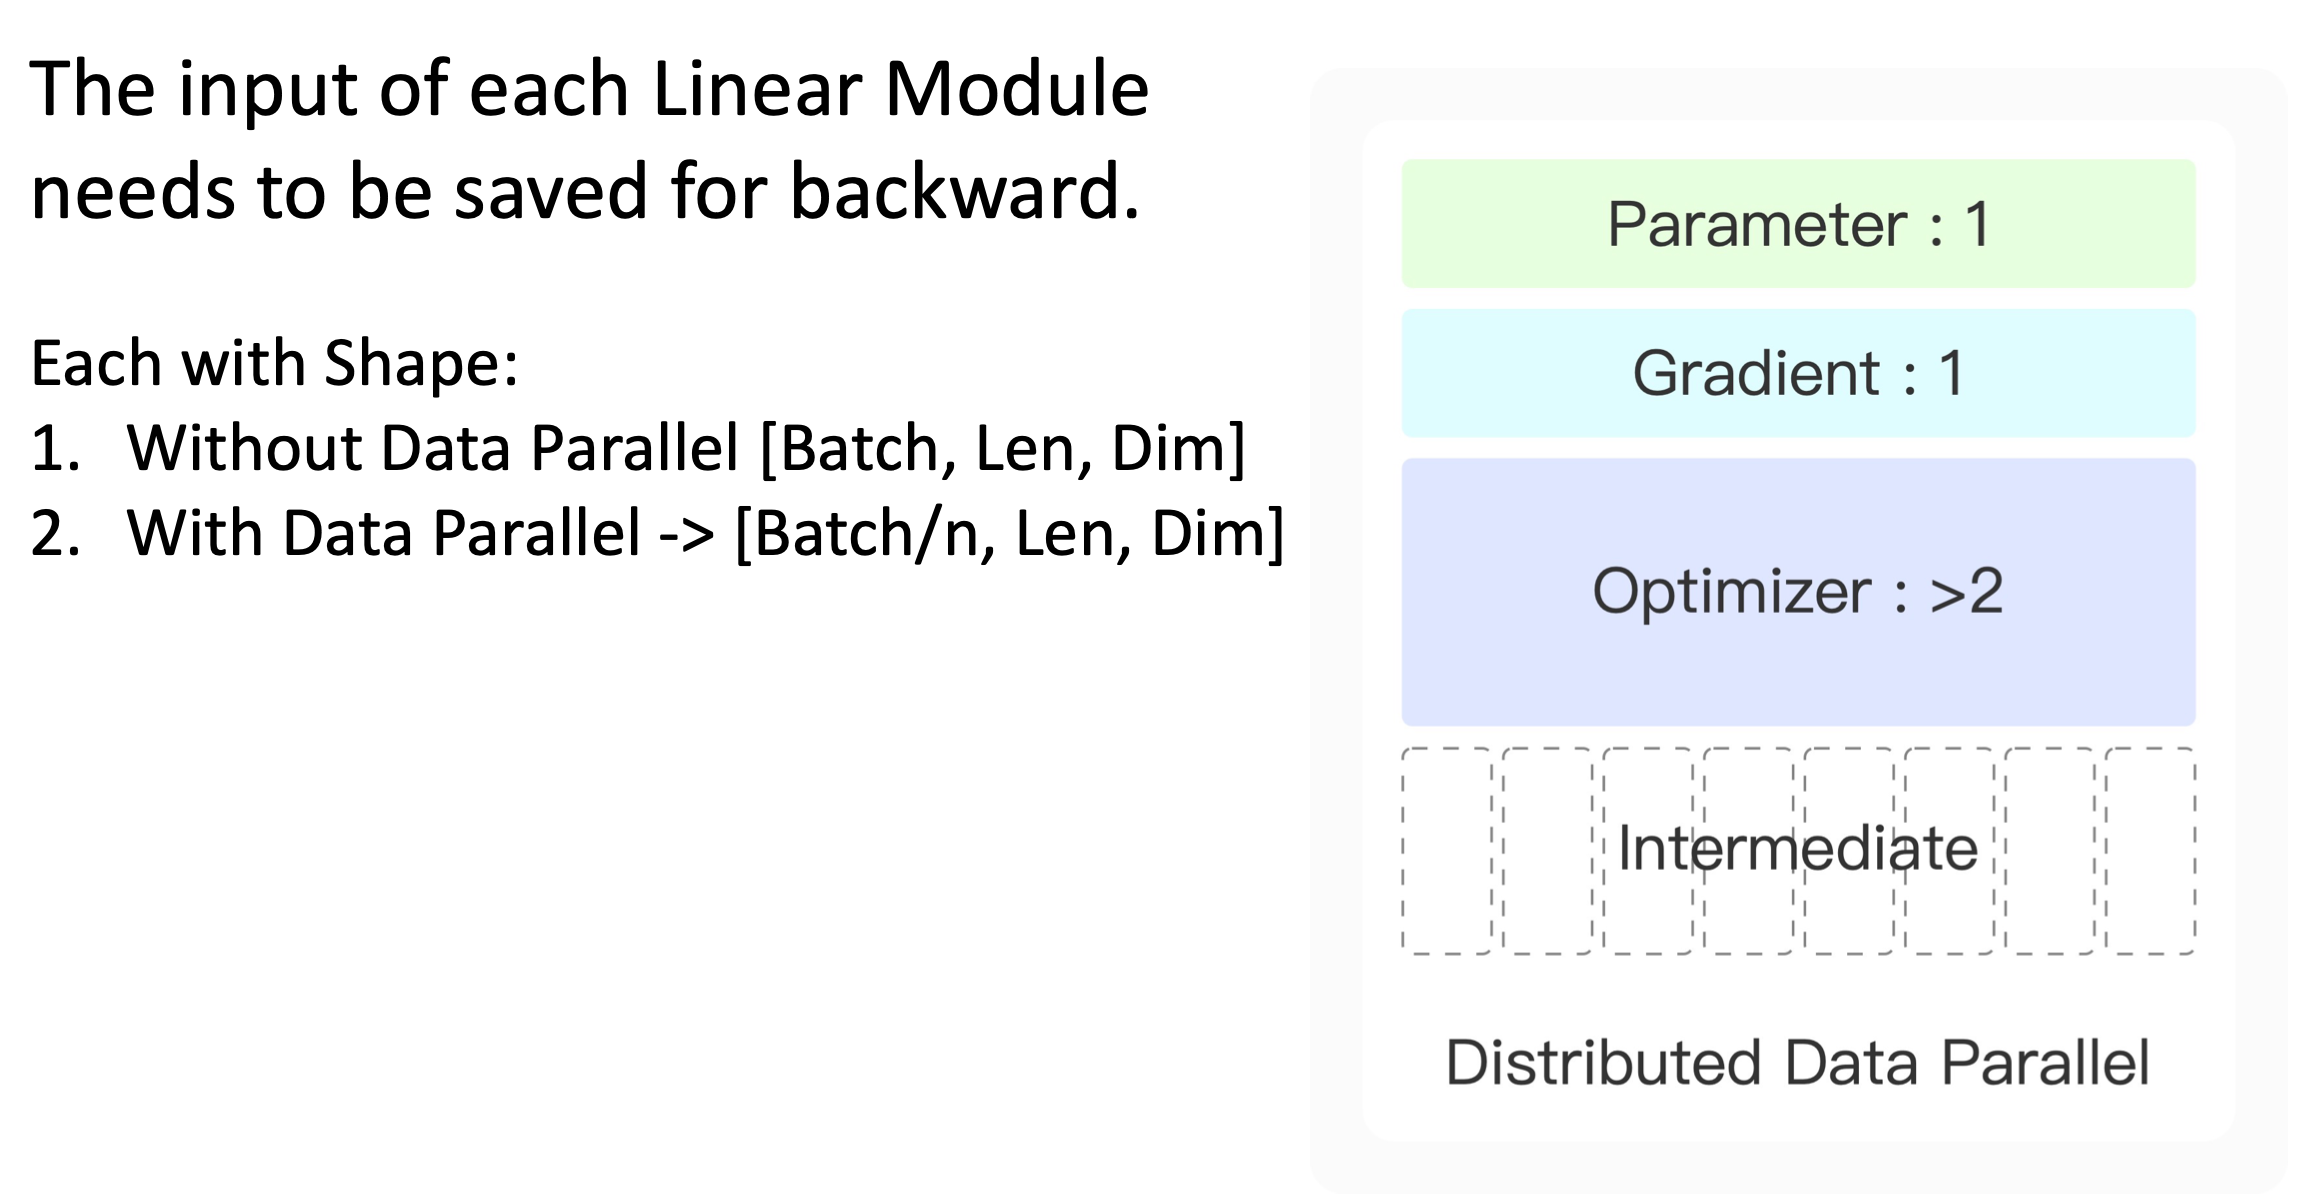 The input of each Linear Module
needs to be saved for backward.
Each with Shape:
1. Without Data Parallel [Batch, Len, Dim]
2. With Data Parallel -> [Batch/n, Len, Dim]
Parameter : 1
Gradient : 1
Optimizer : >2
Intermediate
Distributed Data Parallel